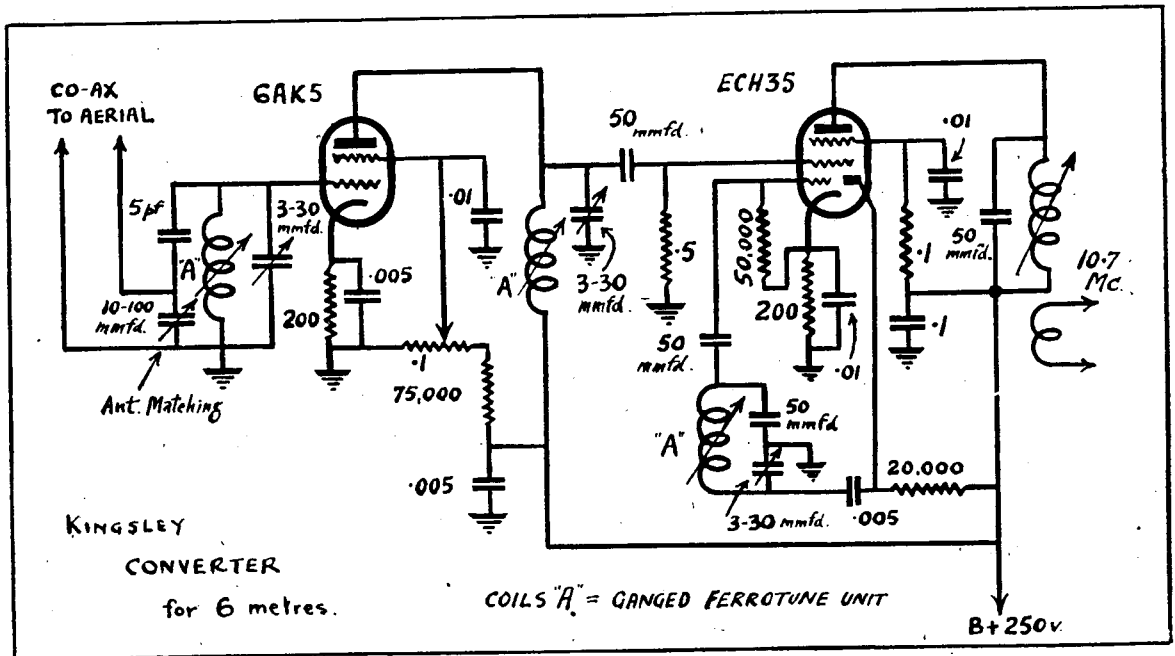 CO-AX
TO AERIAL
6AK5
ECH35
5pf
"A"
3-30
mmfd.
10-100
mmfd.
Ant. Matching
200
.005
.01
.1
75,000
.005
"A"
50
mmfd.
3-30
mmfd.
.5
50,000
200
.01
.01
.1
.1
50
mmfd.
10.7
Mc.
50
mmfd.
"A"
50
mmfd
3-30 mmfd.
.005
20.000
KINGSLEY
CONVERTER
for 6 metres.
COILS "A" = GANGED FERROTUNE UNIT
B+ 250v.